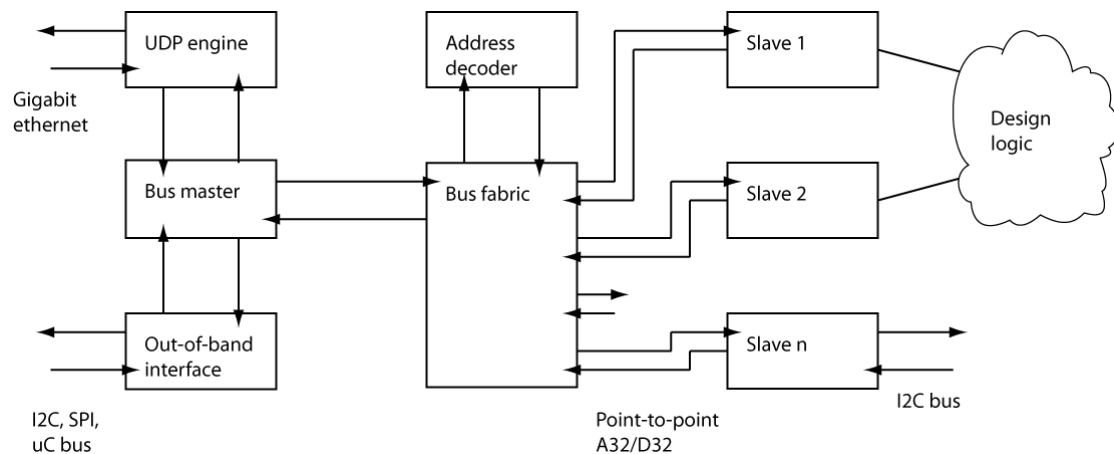 UDP engine
Address
decoder
Slave 1
Gigabit
ethernet
Design
logic
Bus master
Bus fabric
Slave 2
Out-of-band
interface
Slave n
I2C, SPI,
uC bus
Point-to-point
A32/D32
I2C bus